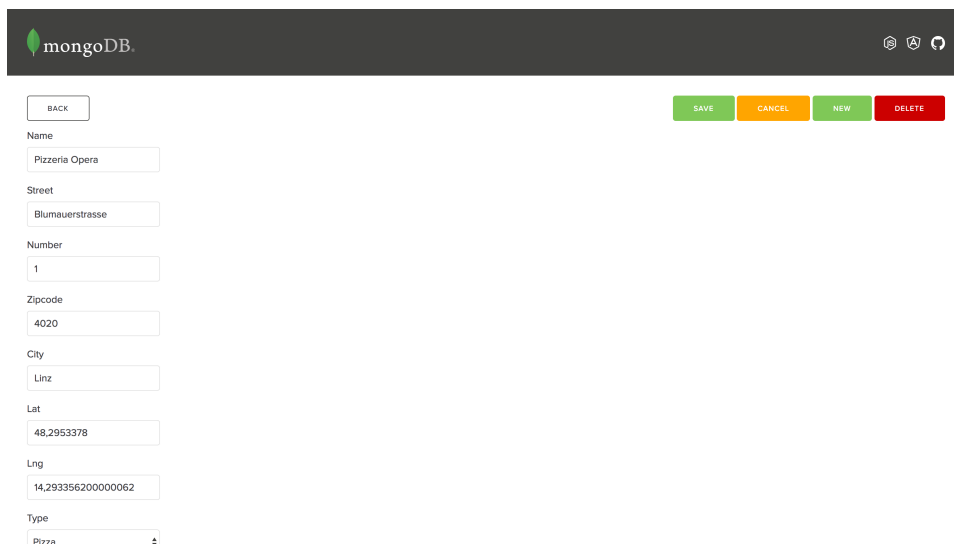 mongoDB.
BACK
SAVE CANCEL NEW DELETE
Name
Pizzeria Opera
Street
Blumauerstrasse
Number
1
Zipcode
4020
City
Linz
Lat
48,2953378
Lng
14,293356200000062
Type
Pizza